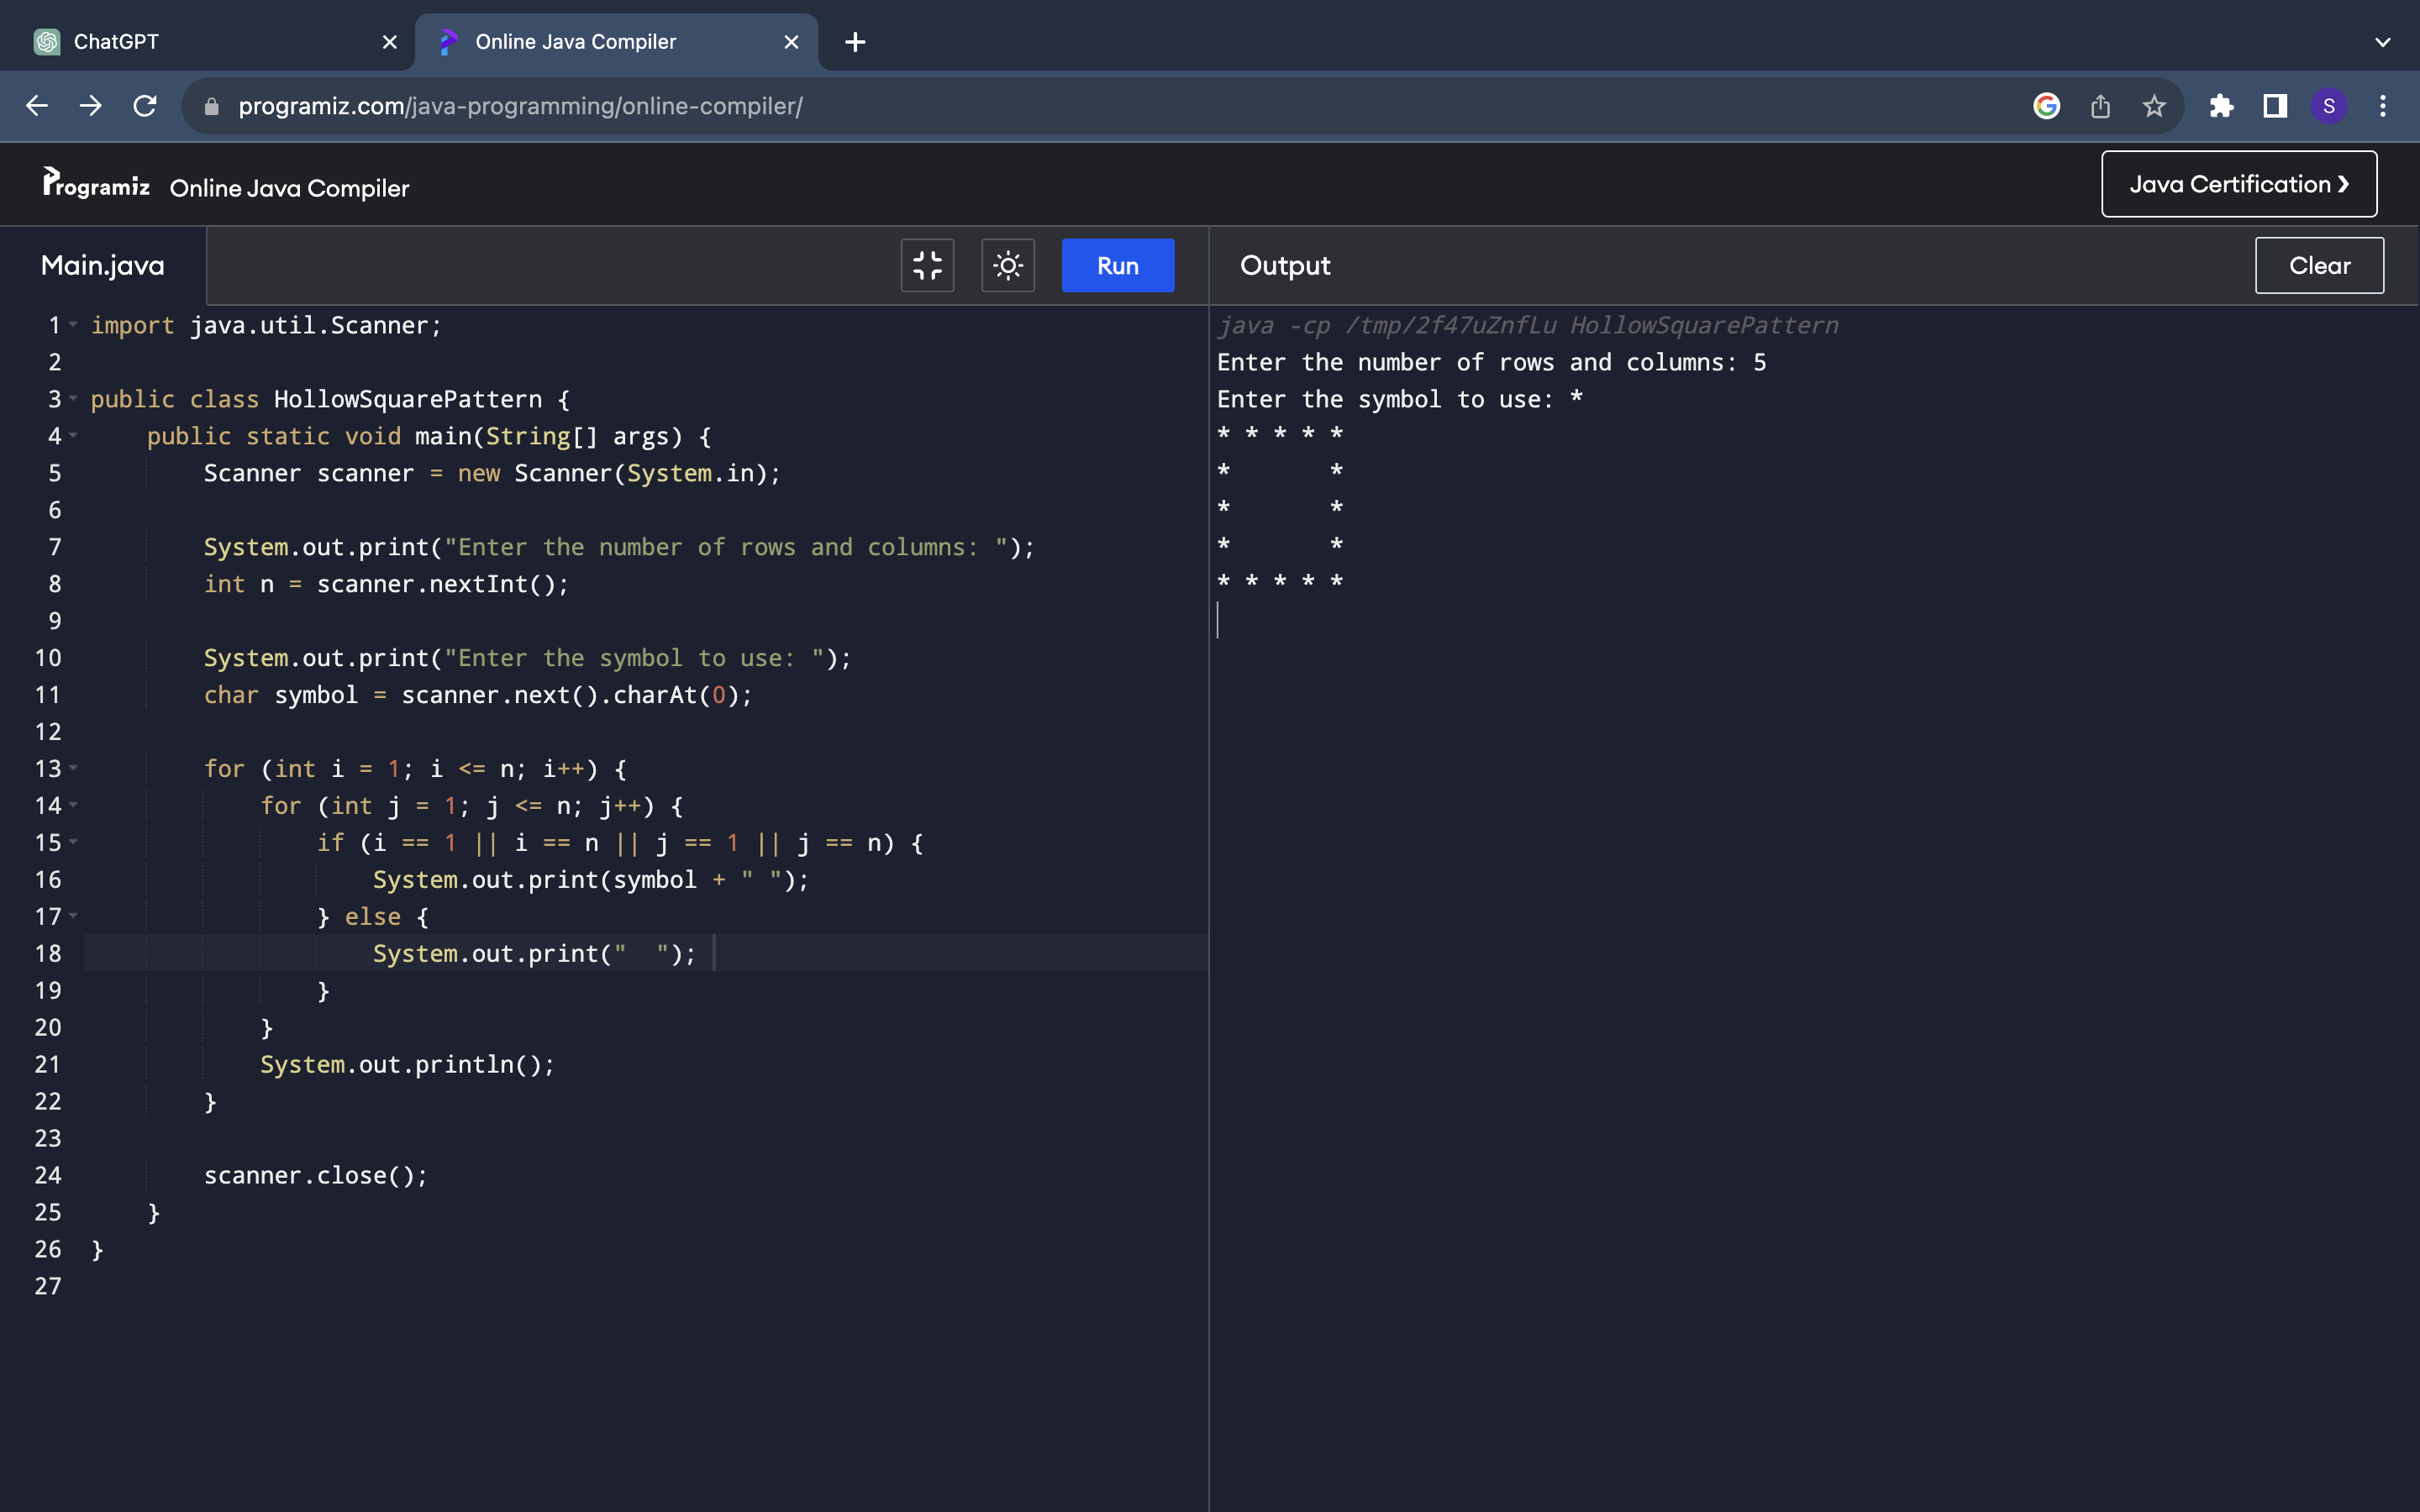 ChatGPT
Online Java Compiler
programiz.com/java-programming/online-compiler/
S
Programiz Online Java Compiler
Java Certification ❯
Main.java
Run
Output
Clear
1 import java.util.Scanner;
2
3 public class HollowSquarePattern {
4     public static void main(String[] args) {
5         Scanner scanner = new Scanner(System.in);
6
7         System.out.print("Enter the number of rows and columns: ");
8         int n = scanner.nextInt();
9
10         System.out.print("Enter the symbol to use: ");
11         char symbol = scanner.next().charAt(0);
12
13         for (int i = 1; i <= n; i++) {
14             for (int j = 1; j <= n; j++) {
15                 if (i == 1 || i == n || j == 1 || j == n) {
16                     System.out.print(symbol + " ");
17                 } else {
18                     System.out.print("  ");
19                 }
20             }
21             System.out.println();
22         }
23
24         scanner.close();
25     }
26 }
27
java -cp /tmp/2f47uZnfLu HollowSquarePattern
Enter the number of rows and columns: 5
Enter the symbol to use: *
* * * * *
*       *
*       *
*       *
* * * * *